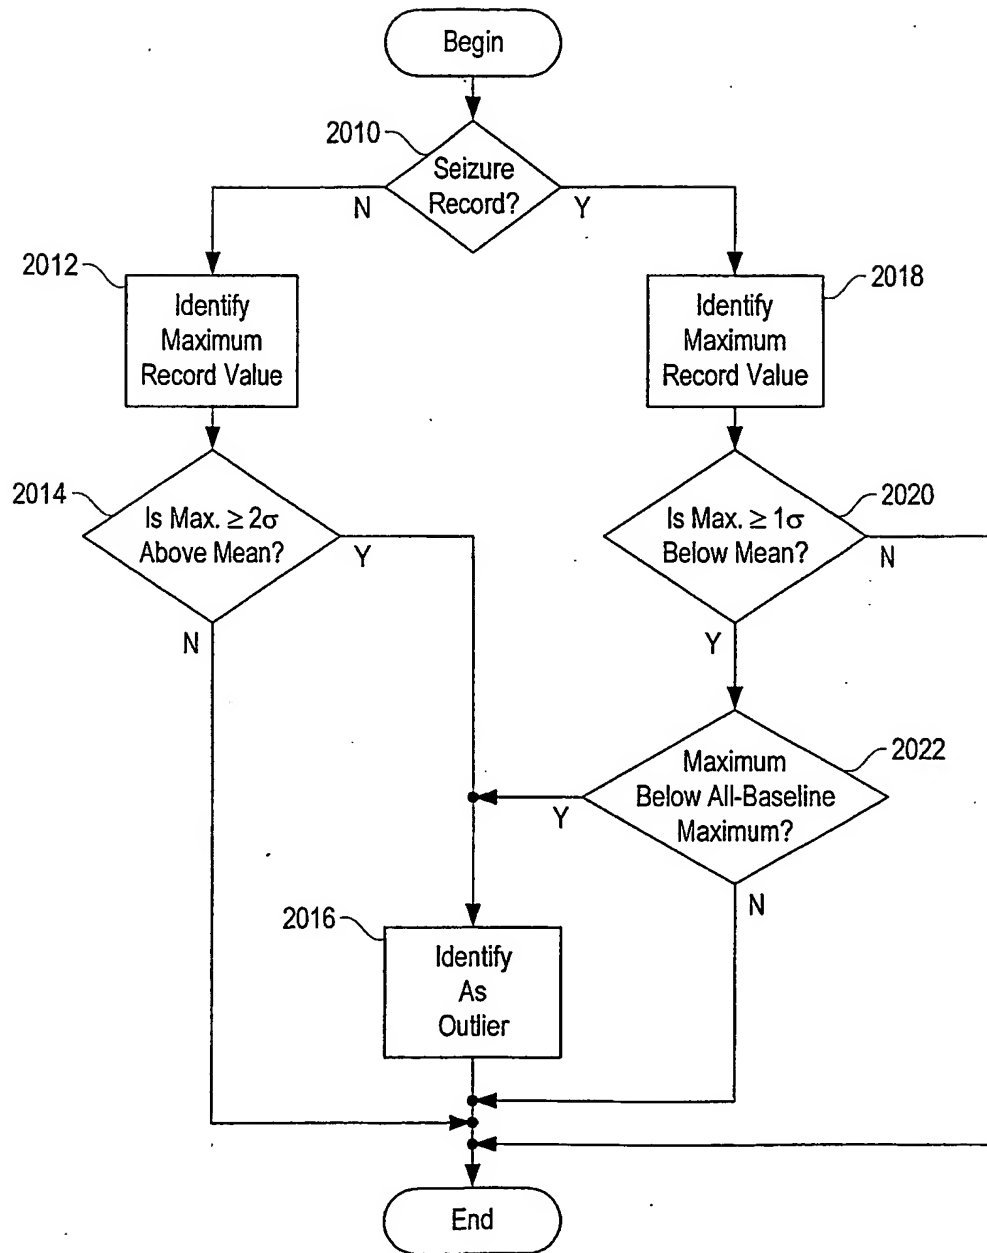 Begin
2010
Seizure
Record?
N
Y
2012
Identify
Maximum
Record Value
2018
Identify
Maximum
Record Value
2014
Is Max. ≥ 2σ
Above Mean?
Y
N
2020
Is Max. ≥ 1σ
Below Mean?
N
Y
2022
Maximum
Below All-Baseline
Maximum?
Y
N
2016
Identify
As
Outlier
End